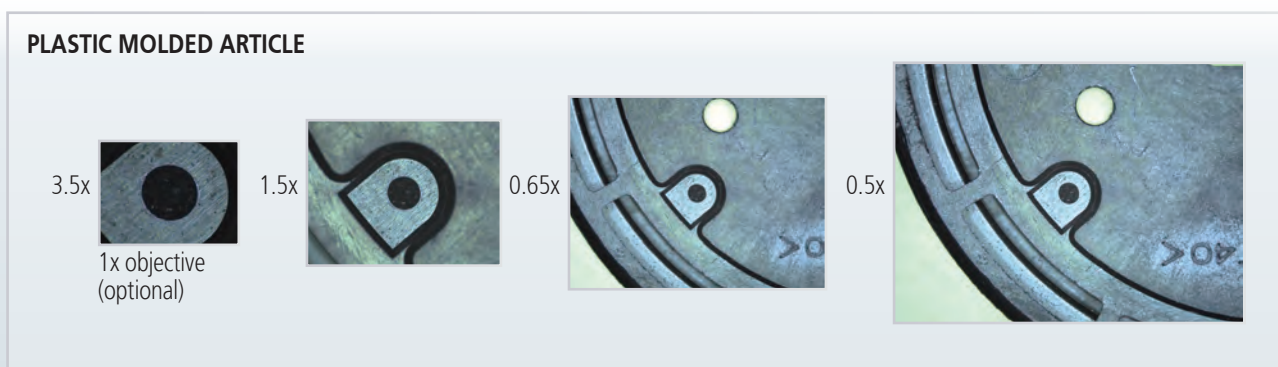 PLASTIC MOLDED ARTICLE
3.5x
1.5x
0.65x
0.5x
1x objective
(optional)